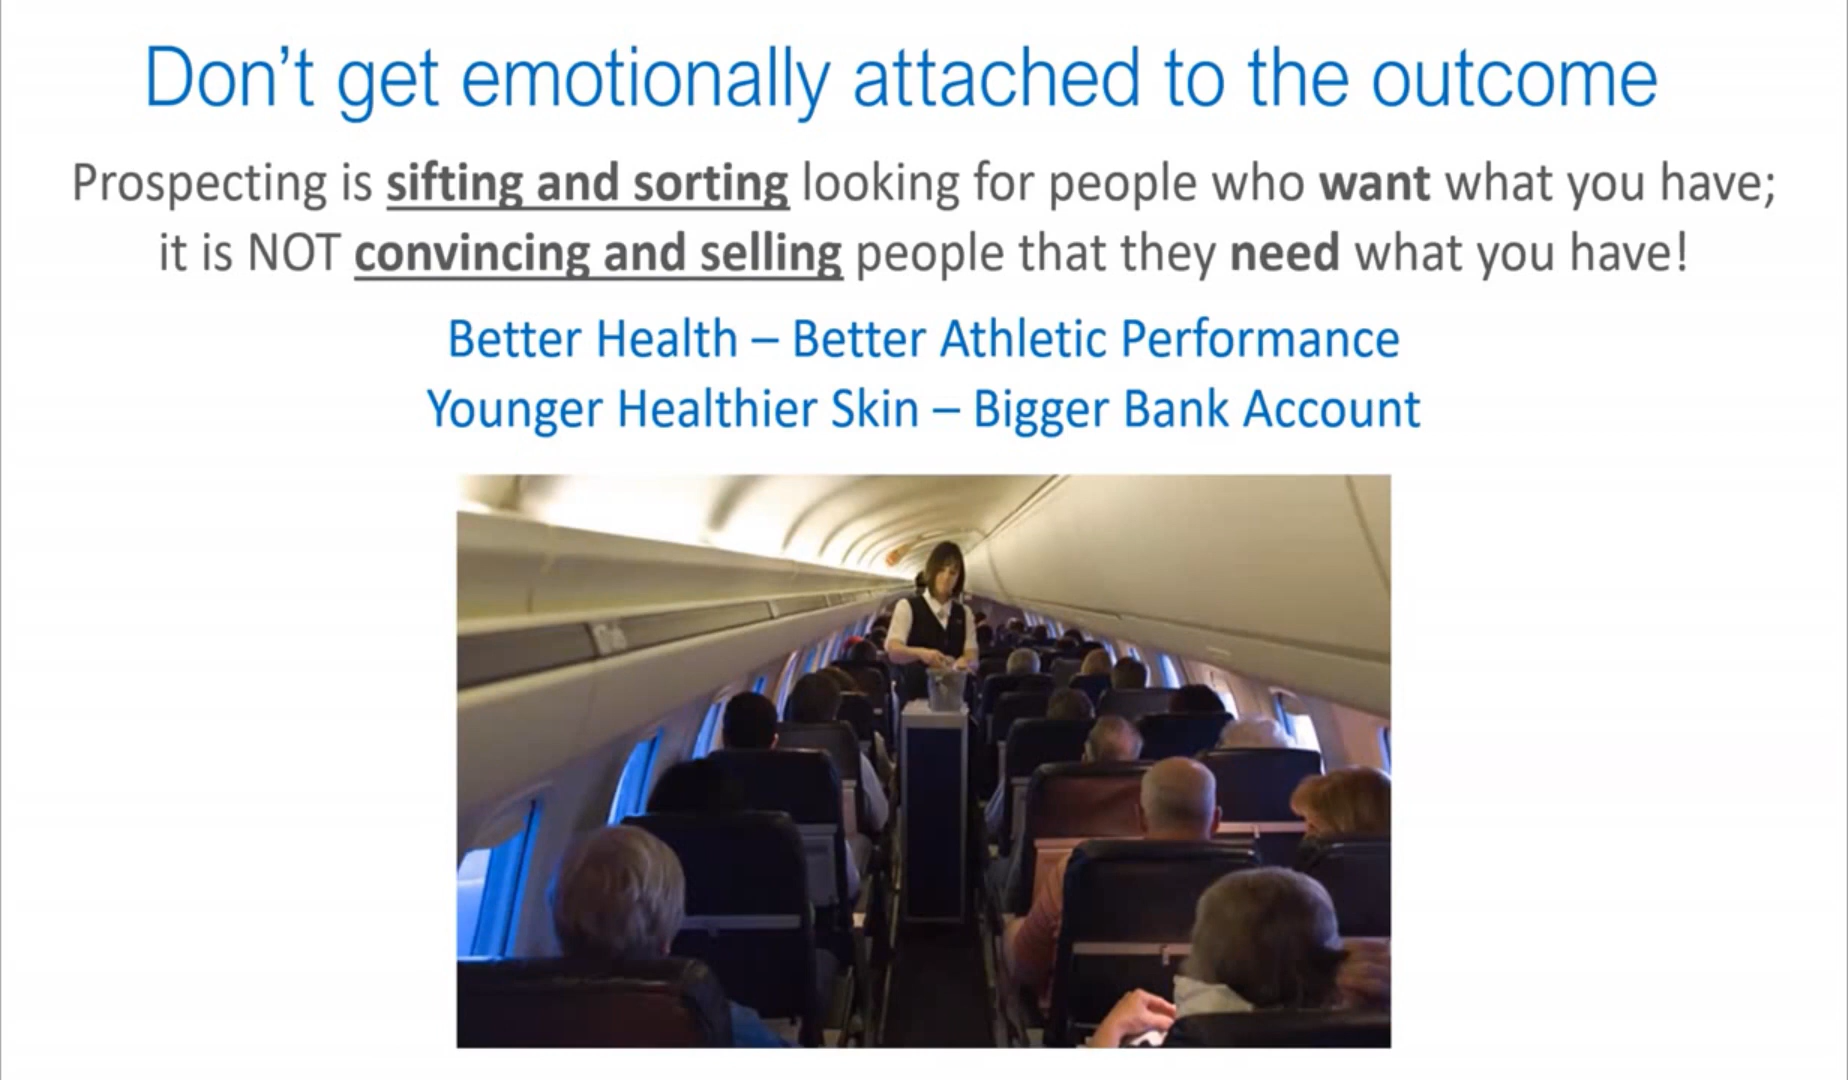 Don’t get emotionally attached to the outcome
Prospecting is sifting and sorting looking for people who want what you have;
it is NOT convincing and selling people that they need what you have!
Better Health – Better Athletic Performance
Younger Healthier Skin – Bigger Bank Account